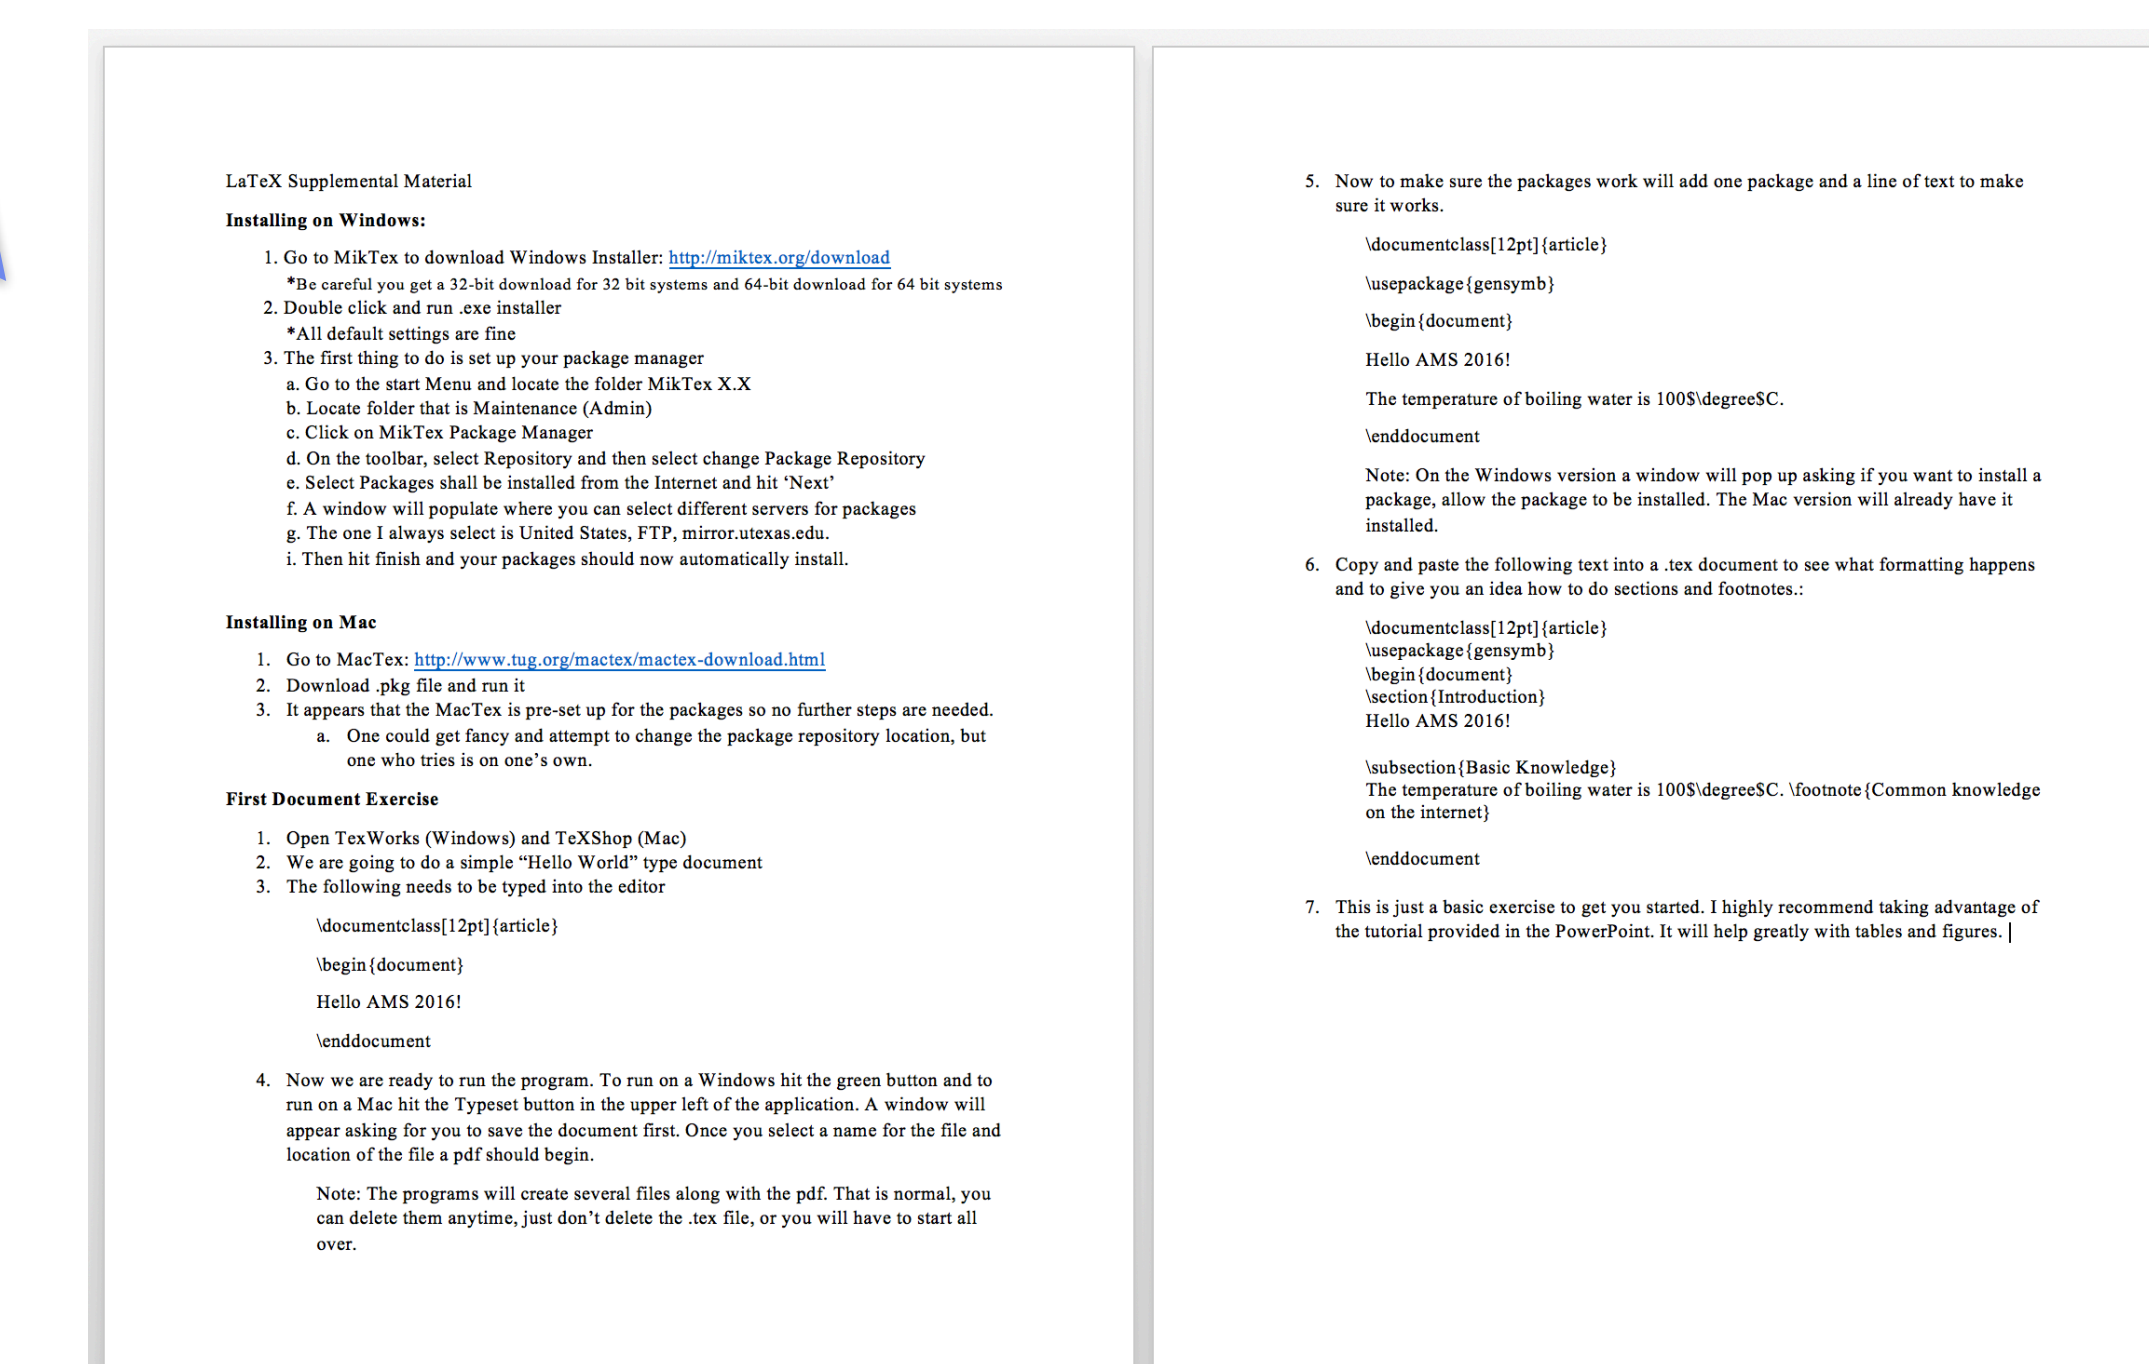 LaTeX Supplemental Material
Installing on Windows:
1. Go to MikTex to download Windows Installer: http://miktex.org/download
*Be careful you get a 32-bit download for 32 bit systems and 64-bit download for 64 bit systems
2. Double click and run .exe installer
*All default settings are fine
3. The first thing to do is set up your package manager
a. Go to the start Menu and locate the folder MikTex X.X
b. Locate folder that is Maintenance (Admin)
c. Click on MikTex Package Manager
d. On the toolbar, select Repository and then select change Package Repository
e. Select Packages shall be installed from the Internet and hit ‘Next’
f. A window will populate where you can select different servers for packages
g. The one I always select is United States, FTP, mirror.utexas.edu.
i. Then hit finish and your packages should now automatically install.
Installing on Mac
1. Go to MacTex: http://www.tug.org/mactex/mactex-download.html
2. Download .pkg file and run it
3. It appears that the MacTex is pre-set up for the packages so no further steps are needed.
a. One could get fancy and attempt to change the package repository location, but
one who tries is on one’s own.
First Document Exercise
1. Open TexWorks (Windows) and TeXShop (Mac)
2. We are going to do a simple “Hello World” type document
3. The following needs to be typed into the editor
\documentclass[12pt]{article}
\begin{document}
Hello AMS 2016!
\enddocument
4. Now we are ready to run the program. To run on a Windows hit the green button and to
run on a Mac hit the Typeset button in the upper left of the application. A window will
appear asking for you to save the document first. Once you select a name for the file and
location of the file a pdf should begin.
Note: The programs will create several files along with the pdf. That is normal, you
can delete them anytime, just don’t delete the .tex file, or you will have to start all
over.
5. Now to make sure the packages work will add one package and a line of text to make
sure it works.
\documentclass[12pt]{article}
\usepackage{gensymb}
\begin{document}
Hello AMS 2016!
The temperature of boiling water is 100$\degree$C.
\enddocument
Note: On the Windows version a window will pop up asking if you want to install a
package, allow the package to be installed. The Mac version will already have it
installed.
6. Copy and paste the following text into a .tex document to see what formatting happens
and to give you an idea how to do sections and footnotes.:
\documentclass[12pt]{article}
\usepackage{gensymb}
\begin{document}
\section{Introduction}
Hello AMS 2016!
\subsection{Basic Knowledge}
The temperature of boiling water is 100$\degree$C. \footnote{Common knowledge
on the internet}
\enddocument
7. This is just a basic exercise to get you started. I highly recommend taking advantage of
the tutorial provided in the PowerPoint. It will help greatly with tables and figures.